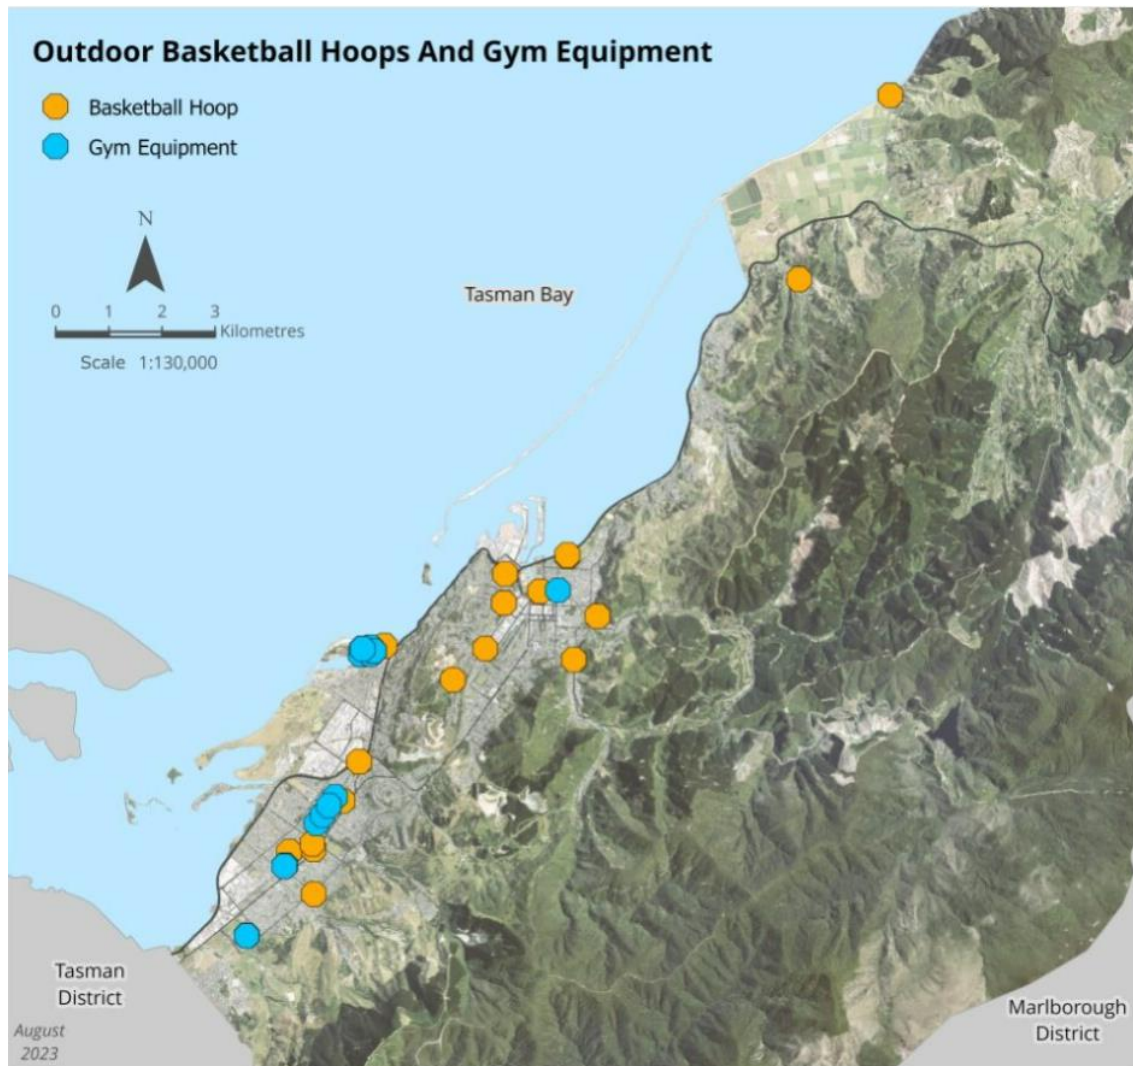 Outdoor Basketball Hoops And Gym Equipment
Basketball Hoop
Gym Equipment
N
0 1 2 3
Kilometres
Scale 1:130,000
Tasman Bay
Tasman
District
August
2023
Marlborough
District